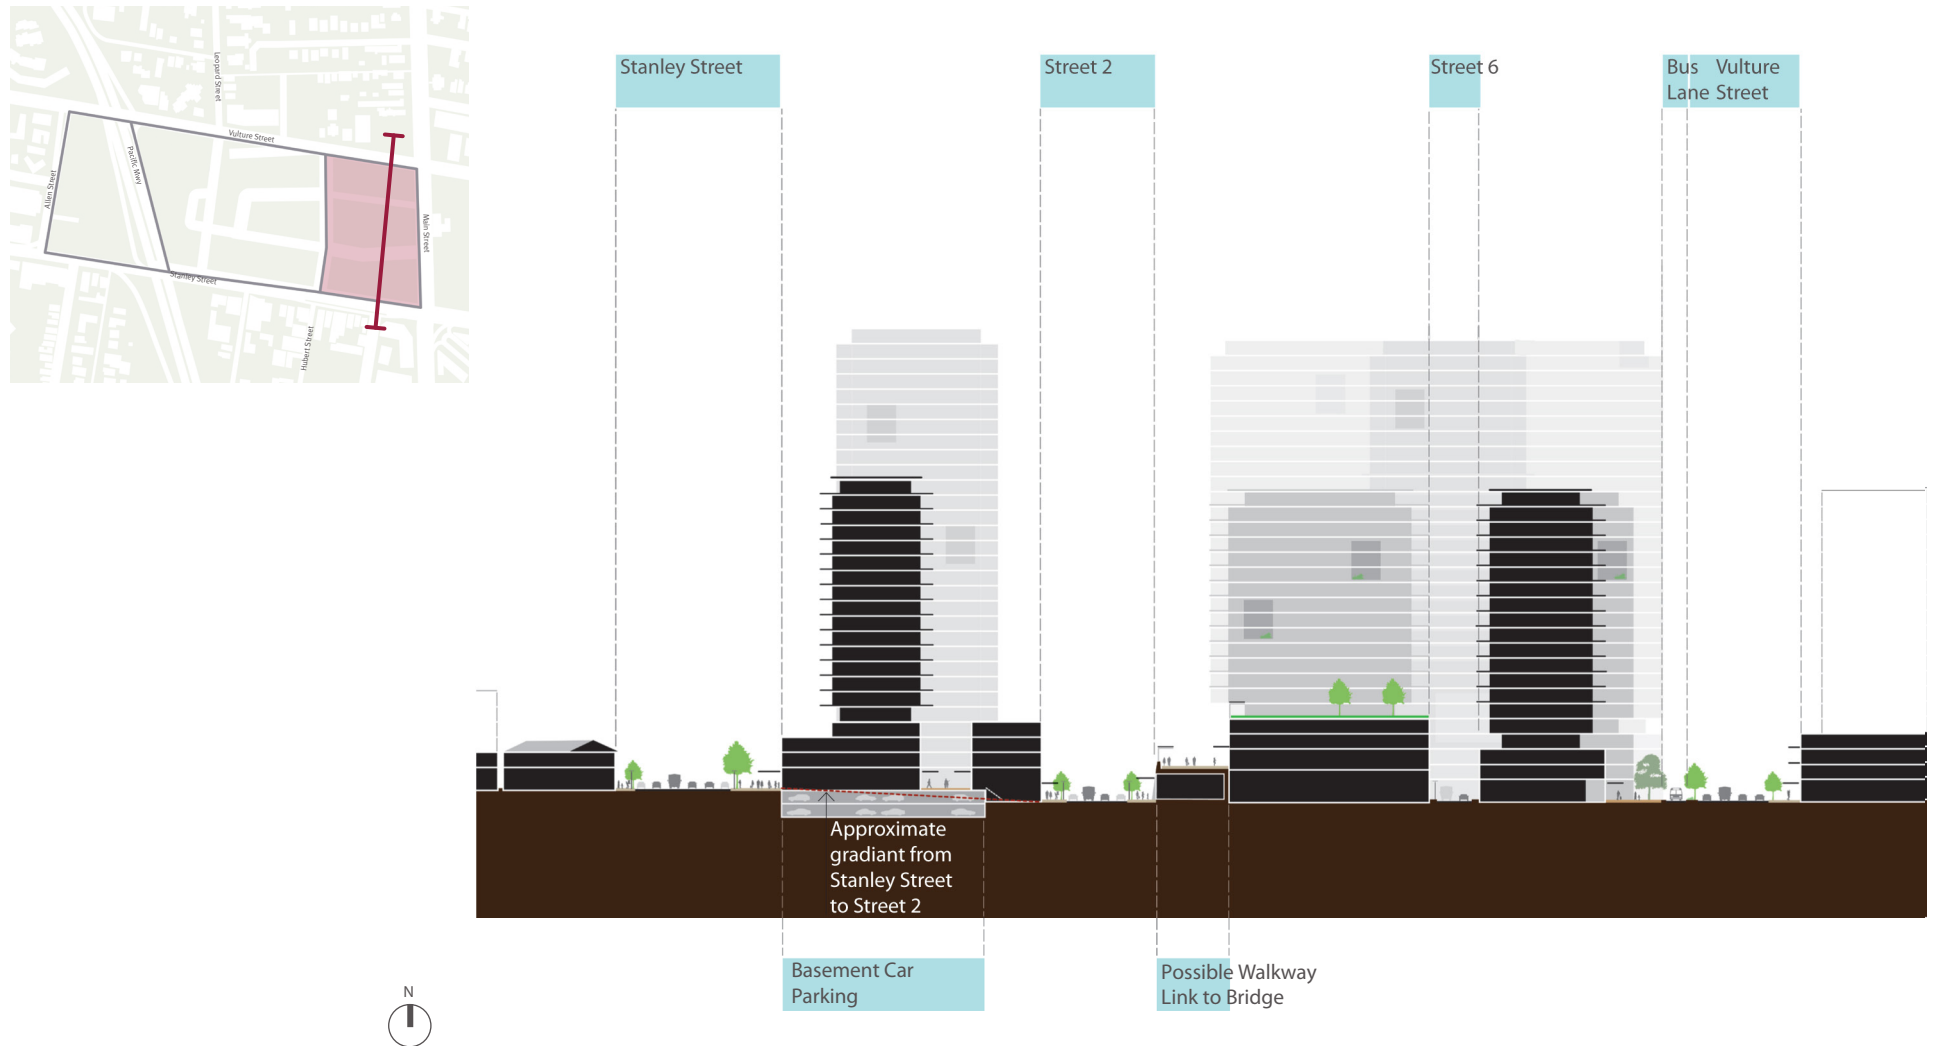 Stanley Street
Street 2
Street 6
Bus Vulture
Lane Street
Leopard Street
Vulture Street
Pacific Mwy
Allen Street
Main Street
Stanley Street
Hubert Street
Approximate
gradiant from
Stanley Street
to Street 2
Basement Car
Parking
Possible Walkway
Link to Bridge
N